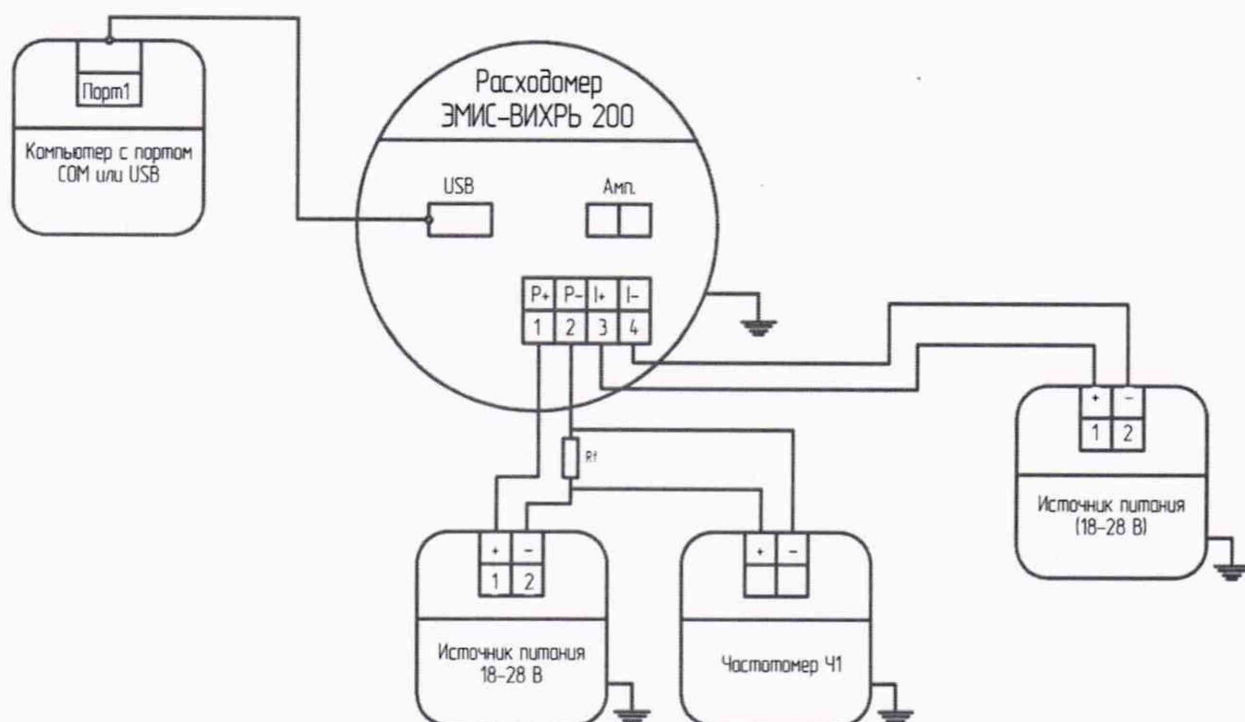 Порт1
Компьютер с портом
COM или USB
Расходомер
ЭМИС-ВИХРЬ 200
USB
Амп.
P+ P- I+ I-
1 2 3 4
Rf
+ -
1 2
Источник питания
18-28 В
+ -
Частотомер Ч1
+ -
1 2
Источник питания
(18-28 В)